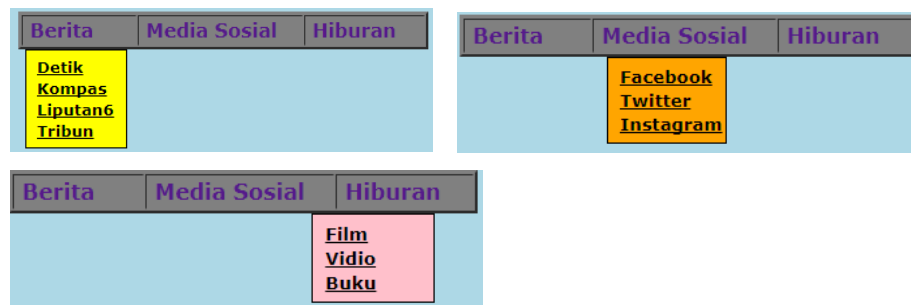 Berita Media Sosial Hiburan
Detik
Kompas
Liputan6
Tribun
Berita Media Sosial Hiburan
Facebook
Twitter
Instagram
Berita Media Sosial Hiburan
Film
Vidio
Buku